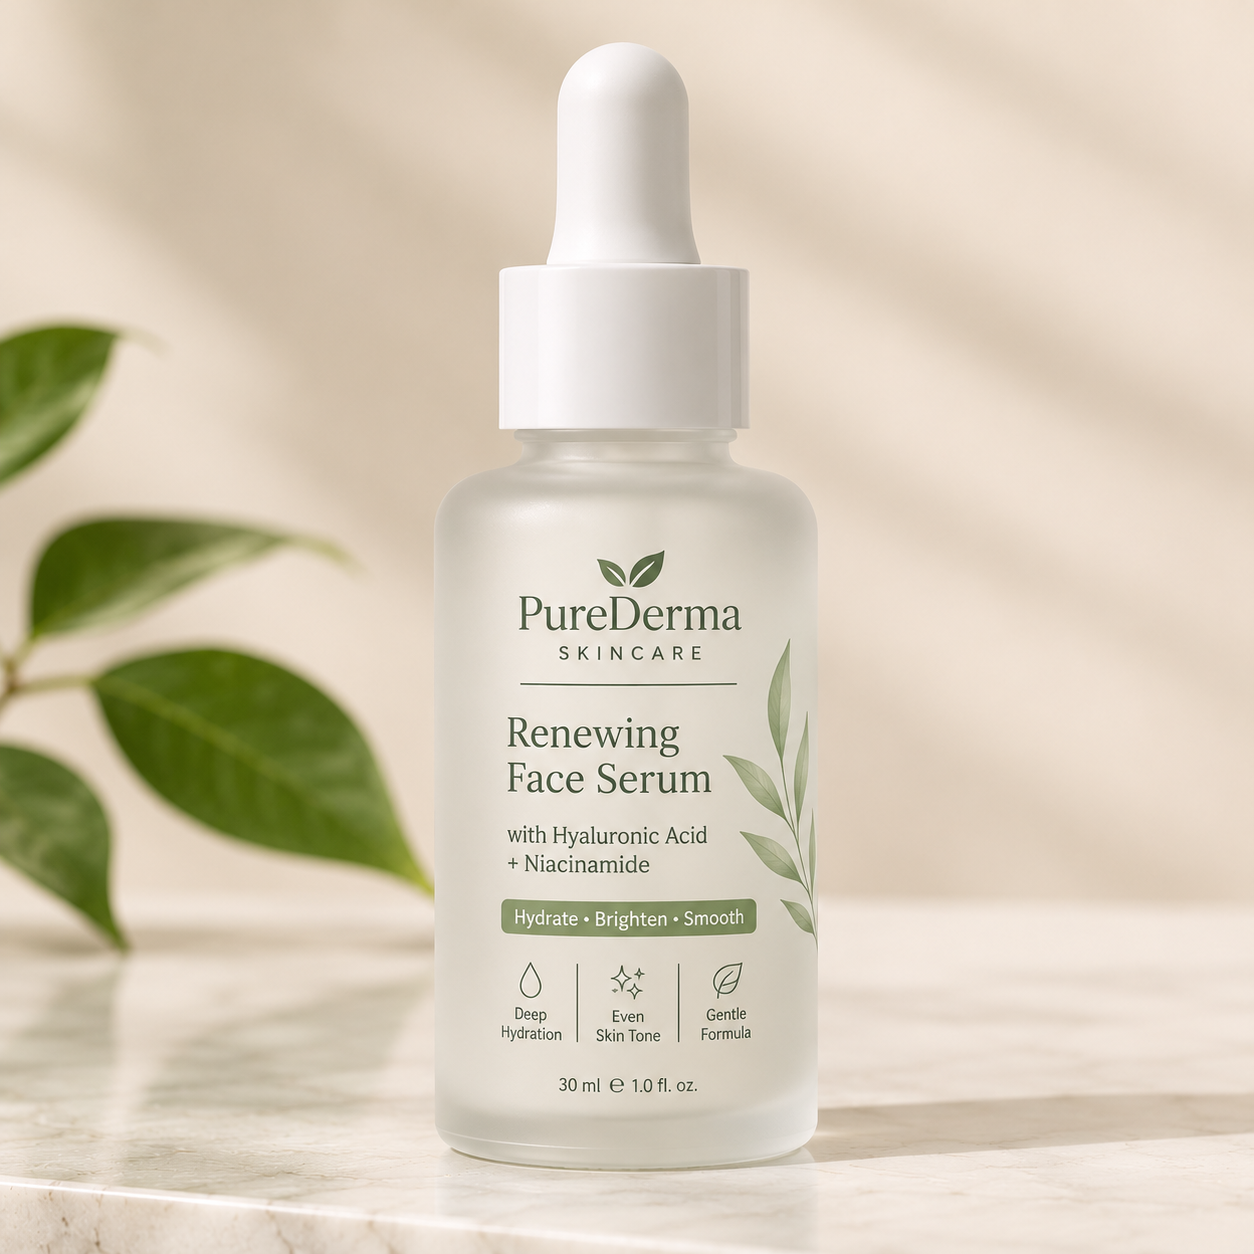 PureDerma
SKINCARE
Renewing
Face Serum
with Hyaluronic Acid
+ Niacinamide
Hydrate • Brighten • Smooth
Deep
Hydration
Even
Skin Tone
Gentle
Formula
30 ml ℮ 1.0 fl. oz.